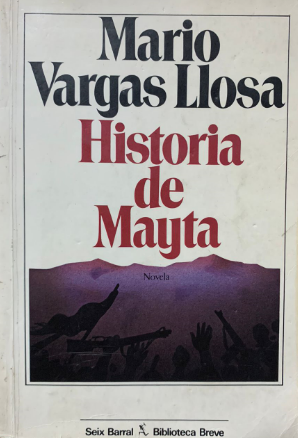 Mario
Vargas Llosa
Historia
de
Mayta
Novela
Seix Barral Biblioteca Breve